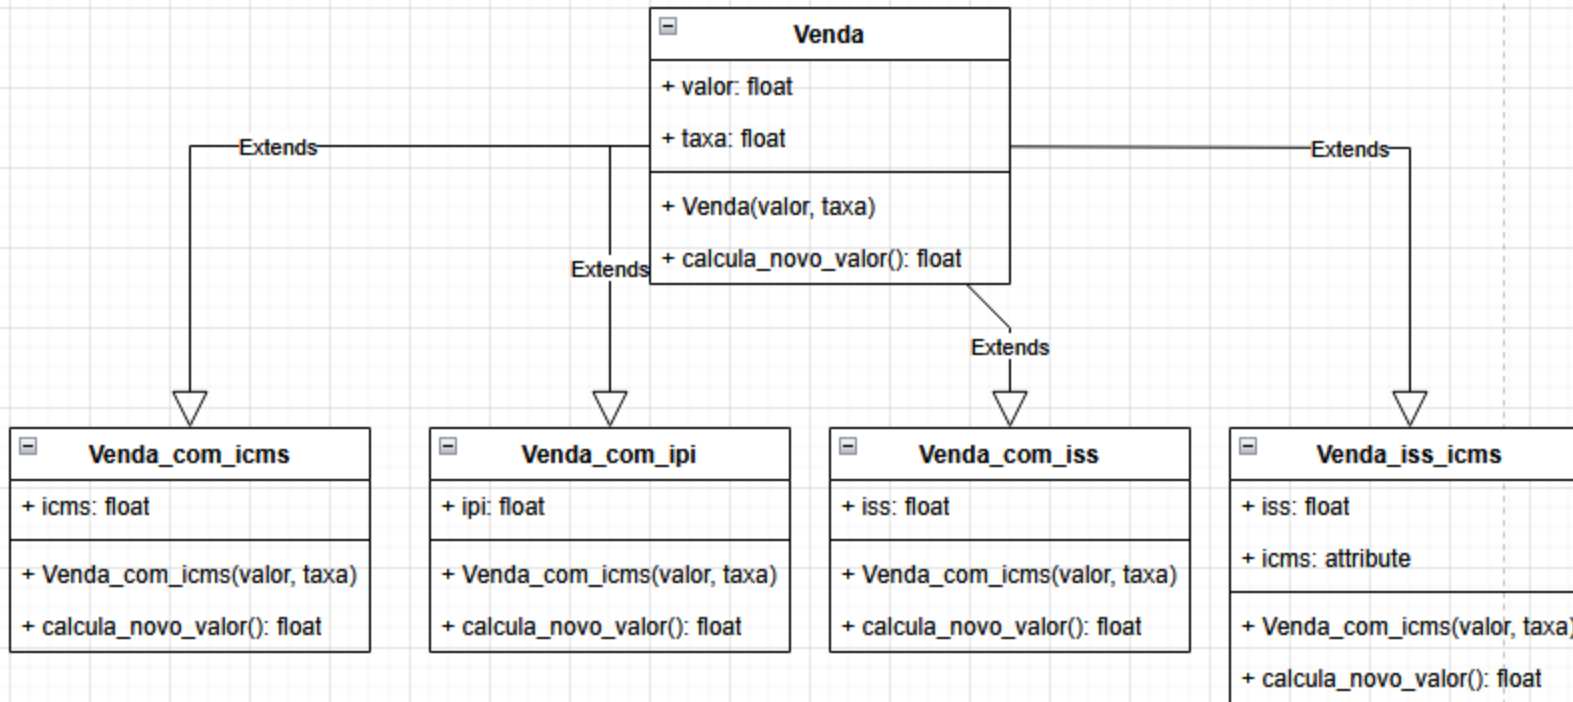 Venda
+ valor: float
+ taxa: float
+ Venda(valor, taxa)
+ calcula_novo_valor(): float
Extends
Extends
Extends
Extends
Venda_com_icms
+ icms: float
+ Venda_com_icms(valor, taxa)
+ calcula_novo_valor(): float
Venda_com_ipi
+ ipi: float
+ Venda_com_icms(valor, taxa)
+ calcula_novo_valor(): float
Venda_com_iss
+ iss: float
+ Venda_com_icms(valor, taxa)
+ calcula_novo_valor(): float
Venda_iss_icms
+ iss: float
+ icms: attribute
+ Venda_com_icms(valor, taxa)
+ calcula_novo_valor(): float